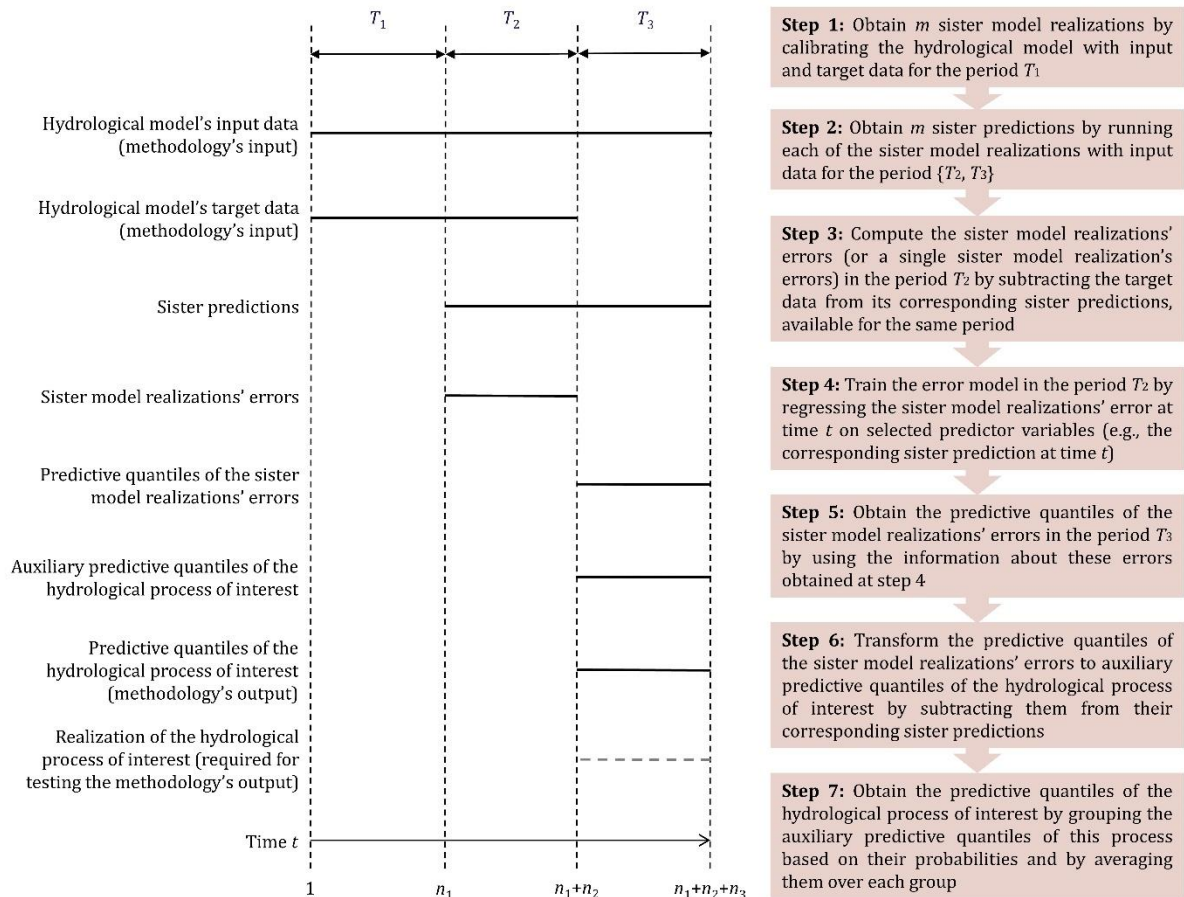 T₁ T₂ T₃
Hydrological model's input data
(methodology's input)
Hydrological model's target data
(methodology's input)
Sister predictions
Sister model realizations' errors
Predictive quantiles of the sister
model realizations' errors
Auxiliary predictive quantiles of the
hydrological process of interest
Predictive quantiles of the
hydrological process of interest
(methodology's output)
Realization of the hydrological
process of interest (required for
testing the methodology's output)
Time t
1 n₁ n₁+n₂ n₁+n₂+n₃
Step 1: Obtain m sister model realizations by
calibrating the hydrological model with input
and target data for the period T₁
Step 2: Obtain m sister predictions by running
each of the sister model realizations with input
data for the period {T₂, T₃}
Step 3: Compute the sister model realizations'
errors (or a single sister model realization's
errors) in the period T₂ by subtracting the target
data from its corresponding sister predictions,
available for the same period
Step 4: Train the error model in the period T₂ by
regressing the sister model realizations' error at
time t on selected predictor variables (e.g., the
corresponding sister prediction at time t)
Step 5: Obtain the predictive quantiles of the
sister model realizations' errors in the period T₃
by using the information about these errors
obtained at step 4
Step 6: Transform the predictive quantiles of
the sister model realizations' errors to auxiliary
predictive quantiles of the hydrological process
of interest by subtracting them from their
corresponding sister predictions
Step 7: Obtain the predictive quantiles of the
hydrological process of interest by grouping the
auxiliary predictive quantiles of this process
based on their probabilities and by averaging
them over each group